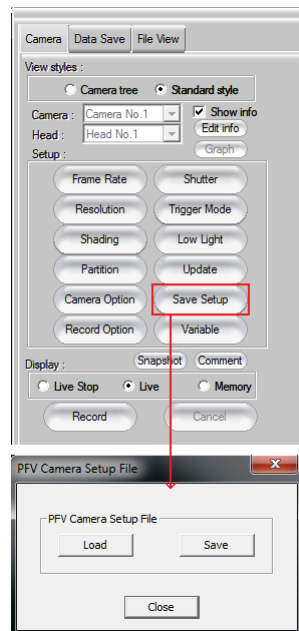 Camera Data Save File View
View styles :
Camera tree Standard style
Camera : Camera No.1 Show info
Head : Head No.1 Edit info
Setup : Graph
Frame Rate Shutter
Resolution Trigger Mode
Shading Low Light
Partition Update
Camera Option Save Setup
Record Option Variable
Display : Snapshot Comment
Live Stop Live Memory
Record Cancel
PFV Camera Setup File x
PFV Camera Setup File
Load Save
Close